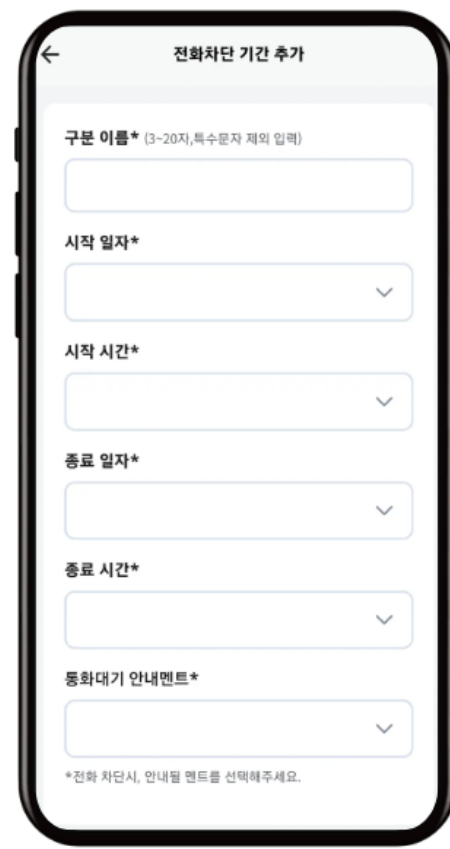 전화차단 기간 추가
구분 이름* (3~20자,특수문자 제외 입력)
시작 일자*
시작 시간*
종료 일자*
종료 시간*
통화대기 안내멘트*
*전화 차단시, 안내될 멘트를 선택해주세요.